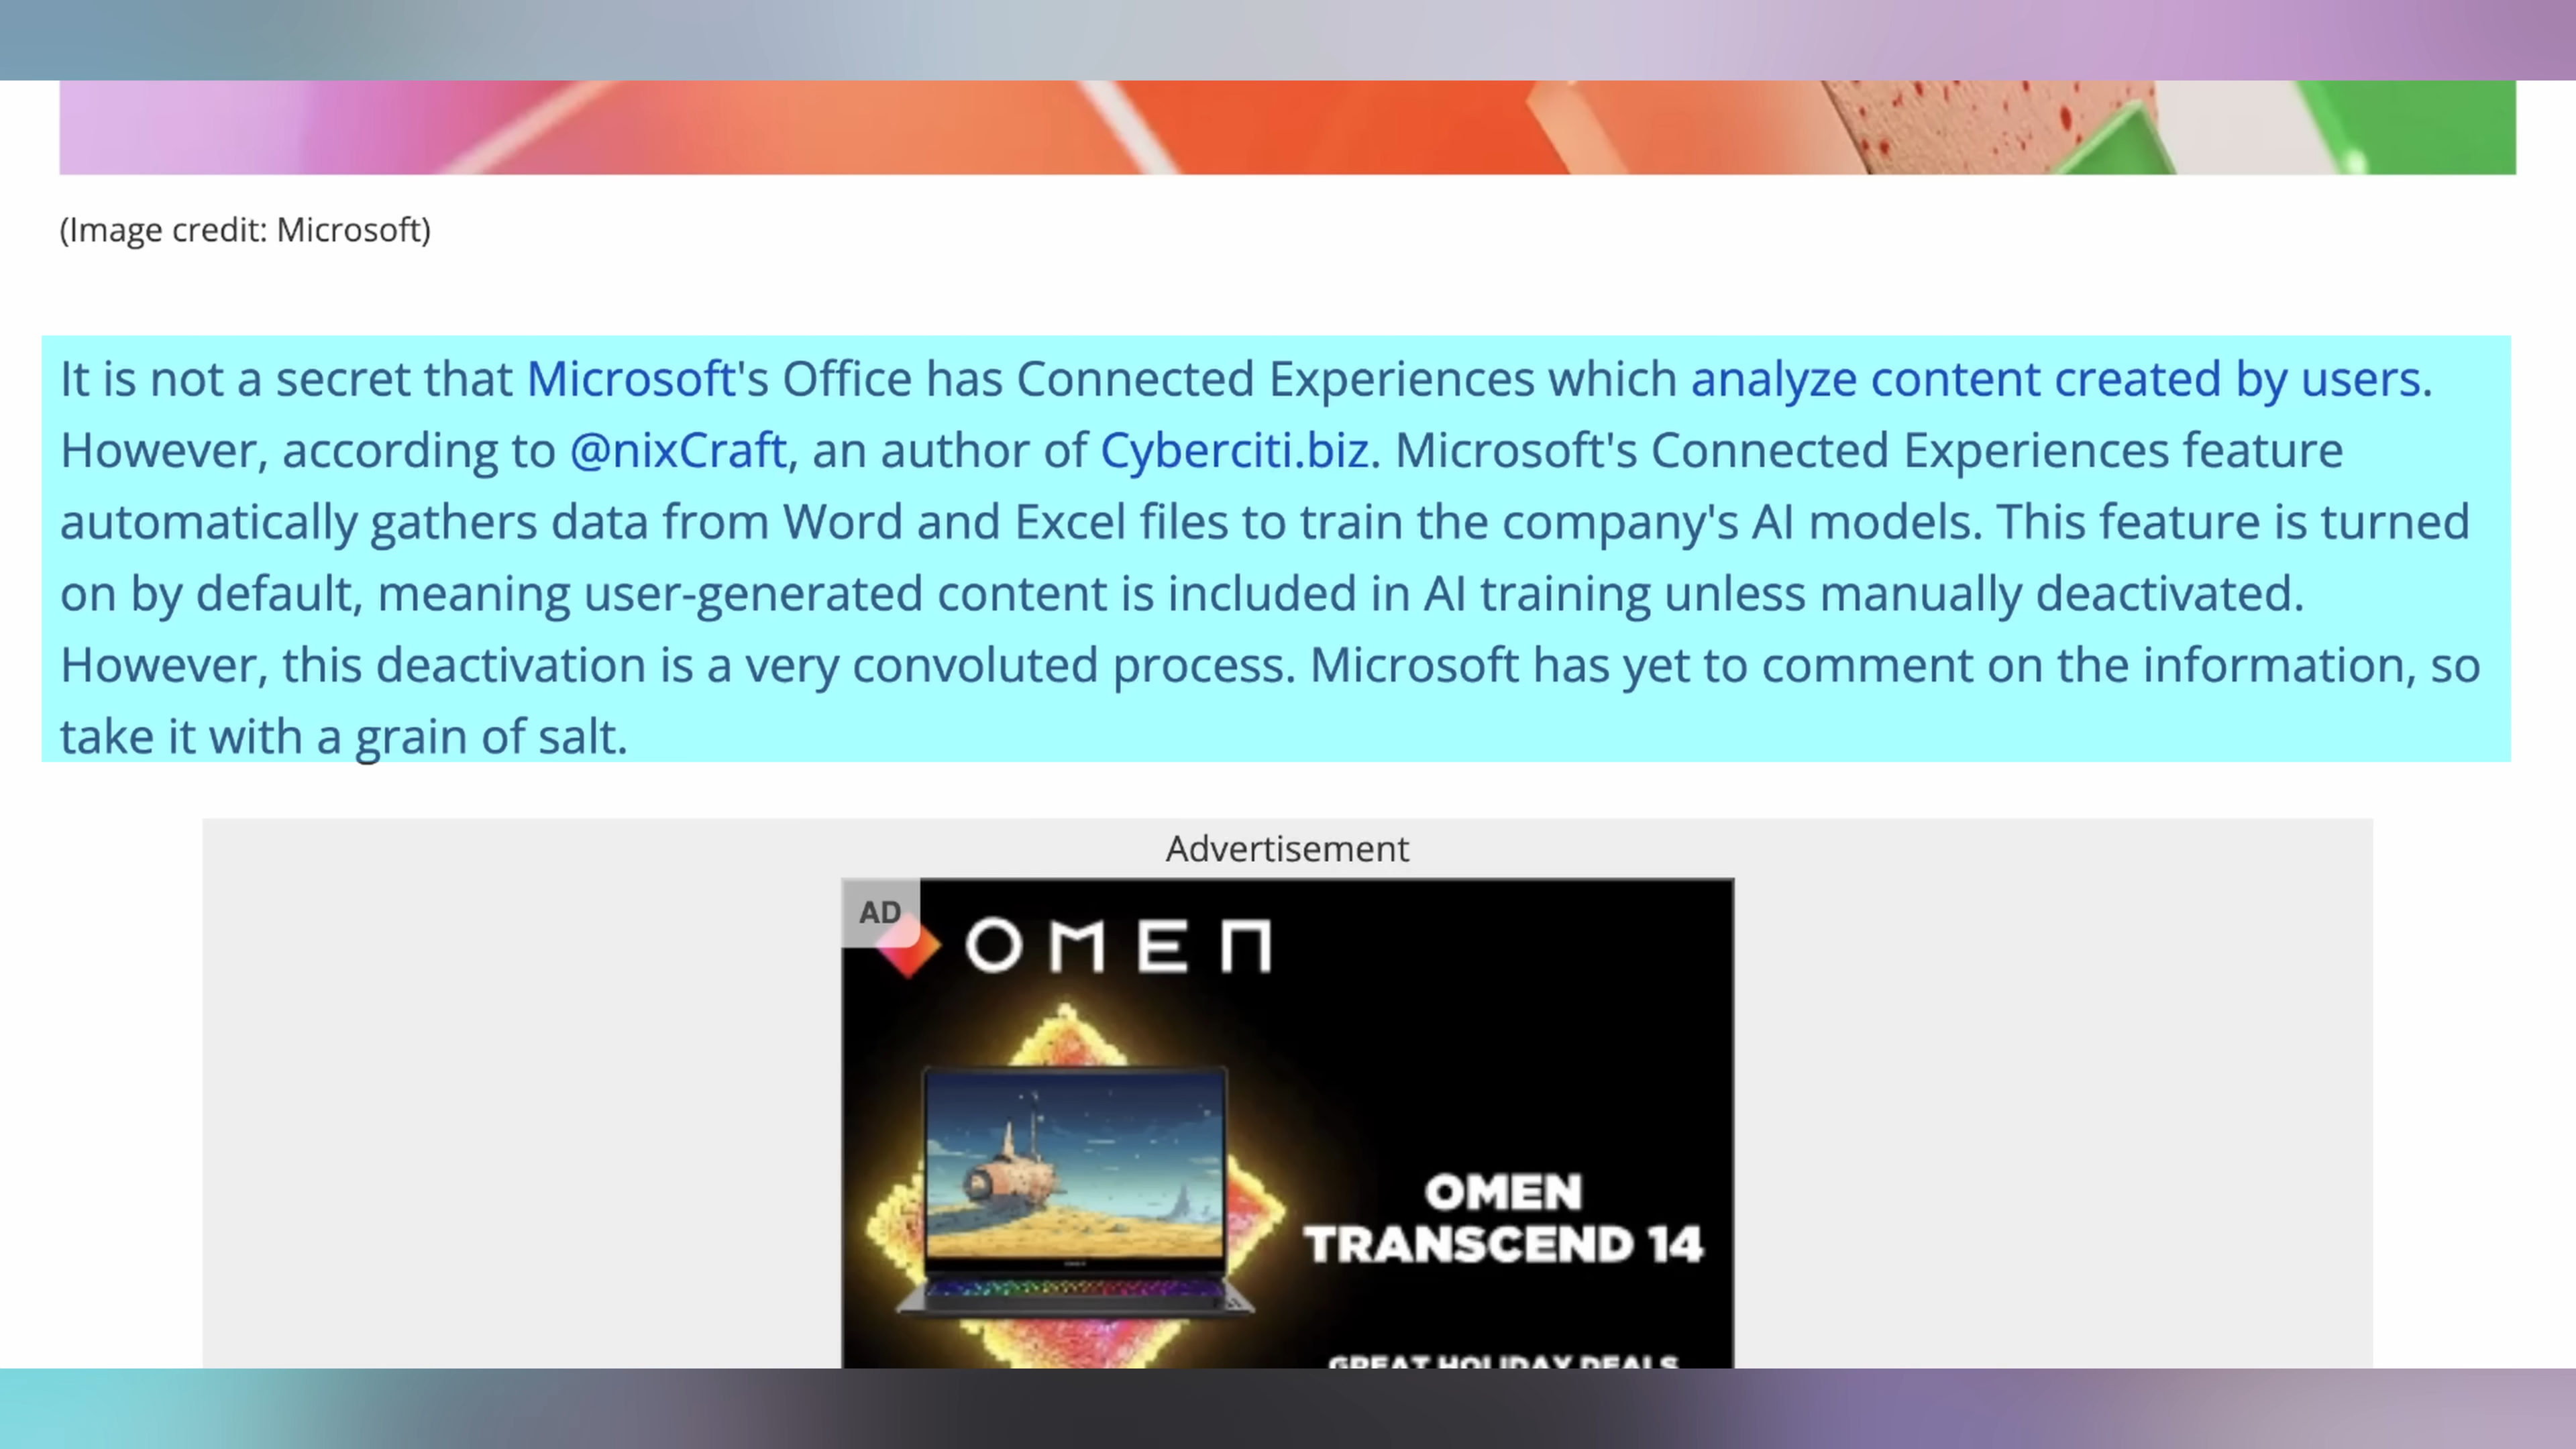 (Image credit: Microsoft)
It is not a secret that Microsoft's Office has Connected Experiences which analyze content created by users.
However, according to @nixCraft, an author of Cyberciti.biz. Microsoft's Connected Experiences feature
automatically gathers data from Word and Excel files to train the company's AI models. This feature is turned
on by default, meaning user-generated content is included in AI training unless manually deactivated.
However, this deactivation is a very convoluted process. Microsoft has yet to comment on the information, so
take it with a grain of salt.
Advertisement
AD
OMEN
OMEN
TRANSCEND 14
GREAT HOLIDAY DEALS